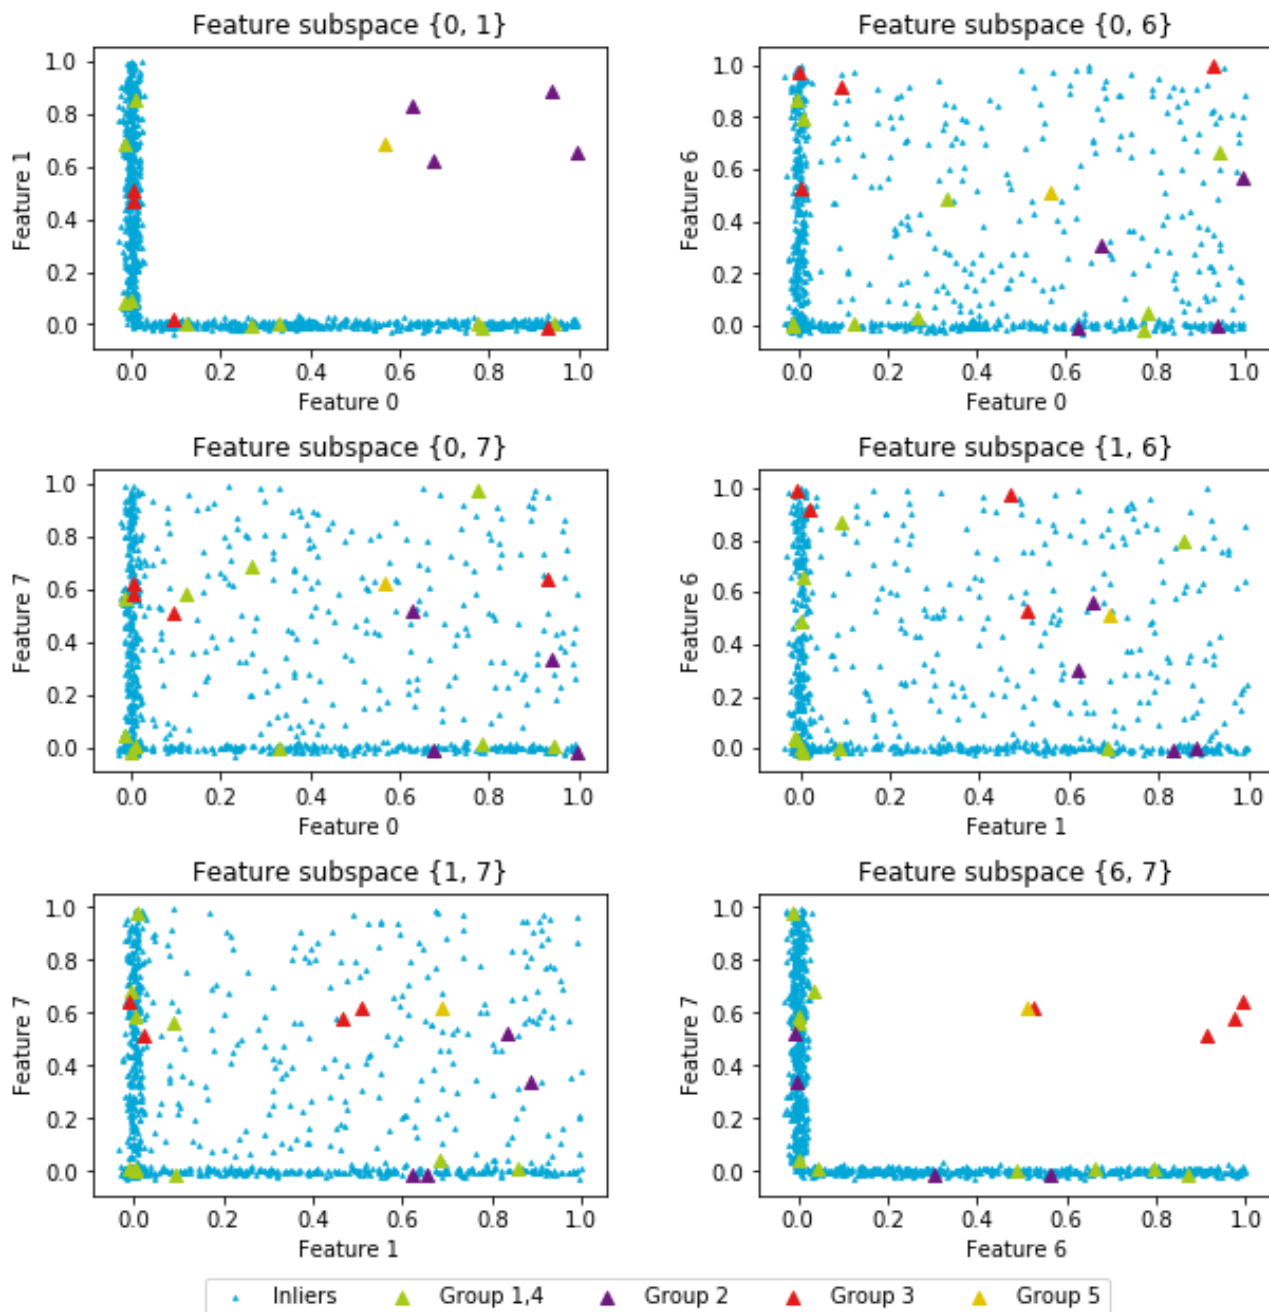 Feature subspace {0, 1}
1.0
0.8
0.6
0.4
0.2
0.0
Feature 1
0.0 0.2 0.4 0.6 0.8 1.0
Feature 0
Feature subspace {0, 6}
1.0
0.8
0.6
0.4
0.2
0.0
Feature 6
0.0 0.2 0.4 0.6 0.8 1.0
Feature 0
Feature subspace {0, 7}
1.0
0.8
0.6
0.4
0.2
0.0
Feature 7
0.0 0.2 0.4 0.6 0.8 1.0
Feature 0
Feature subspace {1, 6}
1.0
0.8
0.6
0.4
0.2
0.0
Feature 6
0.0 0.2 0.4 0.6 0.8 1.0
Feature 1
Feature subspace {1, 7}
1.0
0.8
0.6
0.4
0.2
0.0
Feature 7
0.0 0.2 0.4 0.6 0.8 1.0
Feature 1
Feature subspace {6, 7}
1.0
0.8
0.6
0.4
0.2
0.0
Feature 7
0.0 0.2 0.4 0.6 0.8 1.0
Feature 6
Inliers Group 1,4 Group 2 Group 3 Group 5